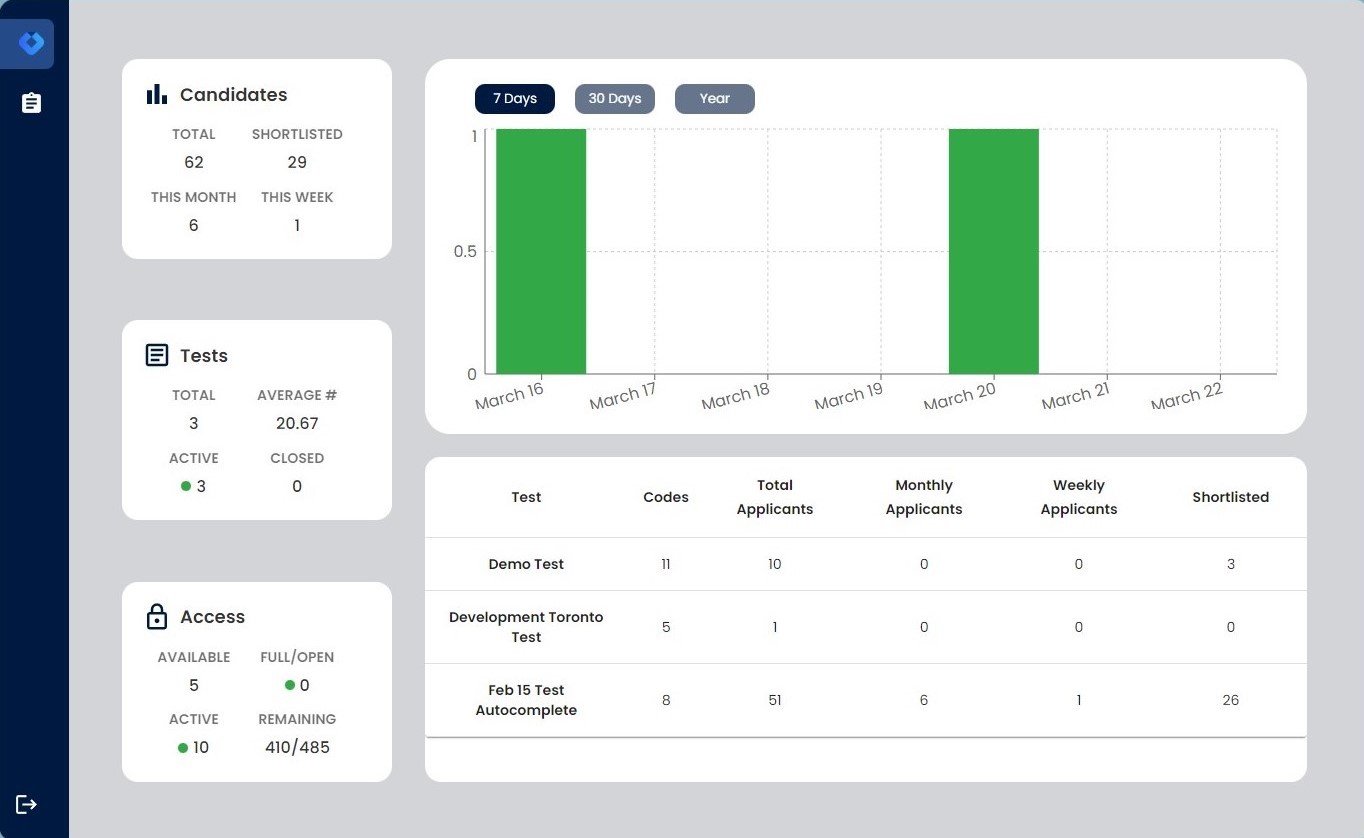 Candidates
TOTAL SHORTLISTED
62 29
THIS MONTH THIS WEEK
6 1
Tests
TOTAL AVERAGE #
3 20.67
ACTIVE CLOSED
3 0
Access
AVAILABLE FULL/OPEN
5 0
ACTIVE REMAINING
10 410/485
7 Days 30 Days Year
1
0.5
0
March 16 March 17 March 18 March 19 March 20 March 21 March 22
Test Codes Total Applicants Monthly Applicants Weekly Applicants Shortlisted
Demo Test 11 10 0 0 3
Development Toronto Test 5 1 0 0 0
Feb 15 Test Autocomplete 8 51 6 1 26